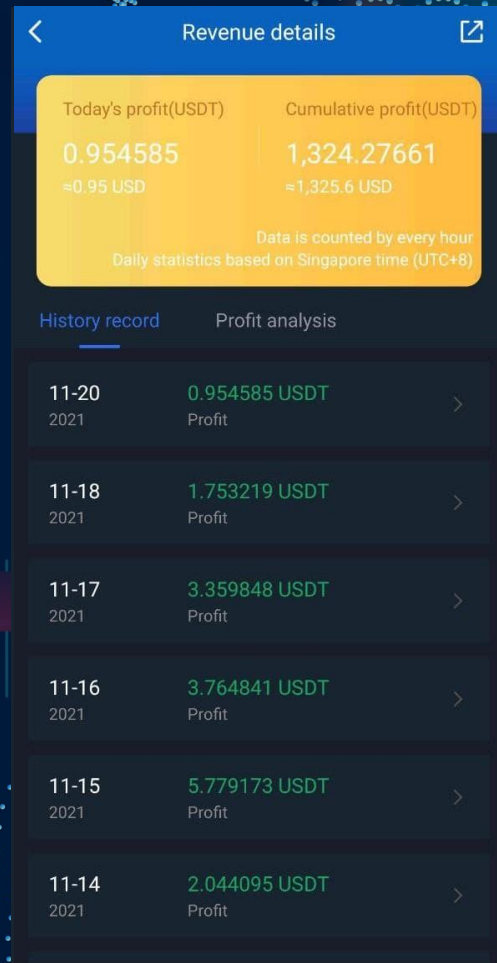 Revenue details
Today's profit(USDT) Cumulative profit(USDT)
0.954585 1,324.27661
≈0.95 USD ≈1,325.6 USD
Data is counted by every hour
Daily statistics based on Singapore time (UTC+8)
History record Profit analysis
11-20 0.954585 USDT
2021 Profit
11-18 1.753219 USDT
2021 Profit
11-17 3.359848 USDT
2021 Profit
11-16 3.764841 USDT
2021 Profit
11-15 5.779173 USDT
2021 Profit
11-14 2.044095 USDT
2021 Profit